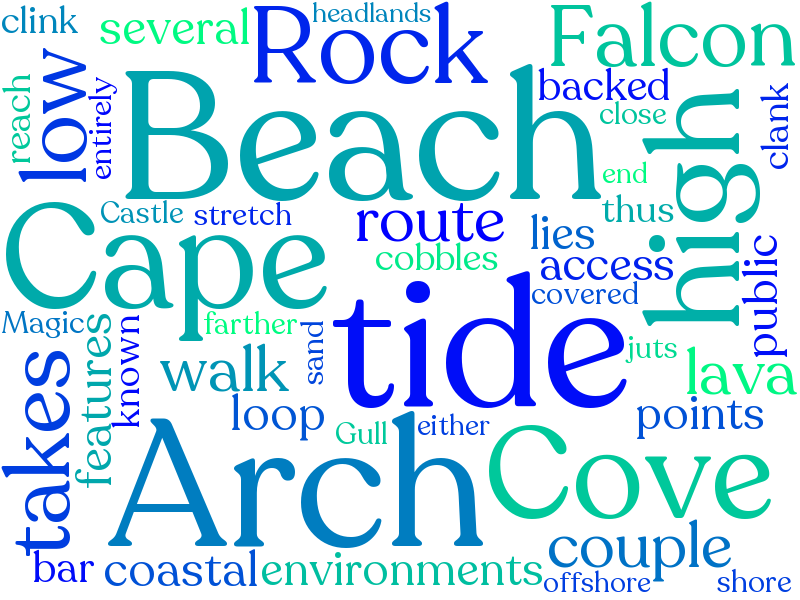 clink
several
headlands
Rock
Falcon
low
reach
entirely
Beach
backed
close
high
clank
end
Castle
stretch
route
thus
lies
Cape
cobbles
access
covered
public
Magic
farther
tide
features
known
sand
juts
takes
walk
lava
loop
points
Gull
either
Arch
Cove
bar
coastal
environments
couple
offshore
shore